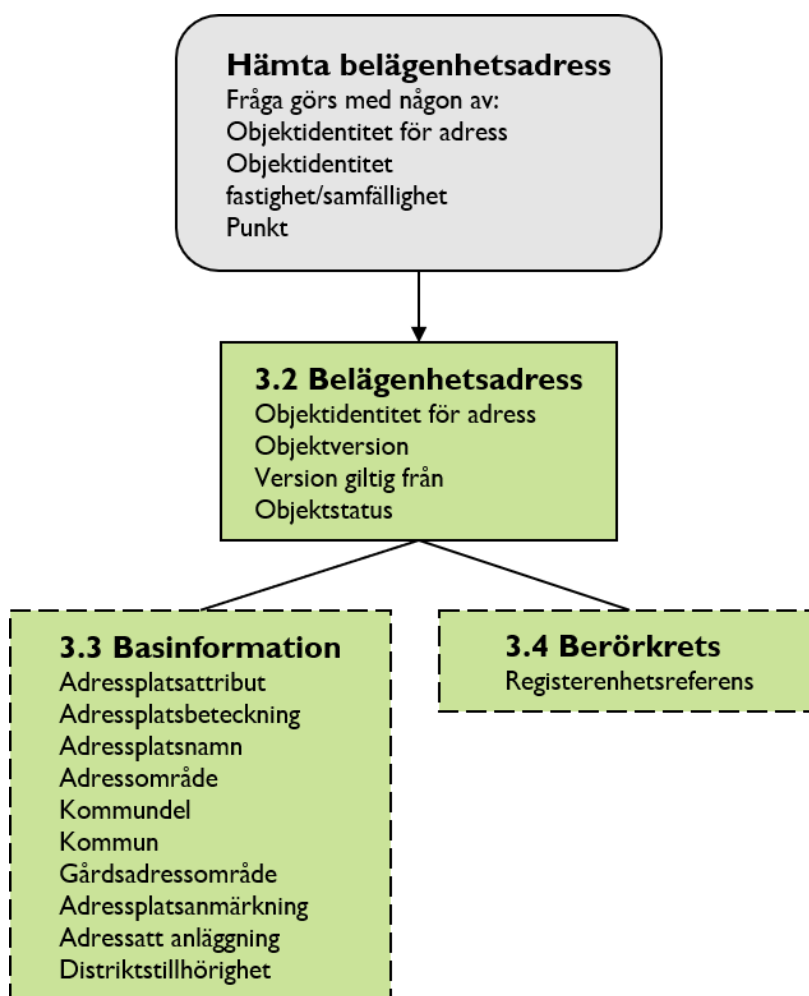 Hämta belägenhetsadress
Fråga görs med någon av:
Objektidentitet för adress
Objektidentitet
fastighet/samfällighet
Punkt
3.2 Belägenhetsadress
Objektidentitet för adress
Objektversion
Version giltig från
Objektstatus
3.3 Basinformation
Adressplatsattribut
Adressplatsbeteckning
Adressplatsnamn
Adressområde
Kommundel
Kommun
Gårdsadressområde
Adressplatsanmärkning
Adressatt anläggning
Distriktstillhörighet
3.4 Berörkrets
Registerenhetsreferens